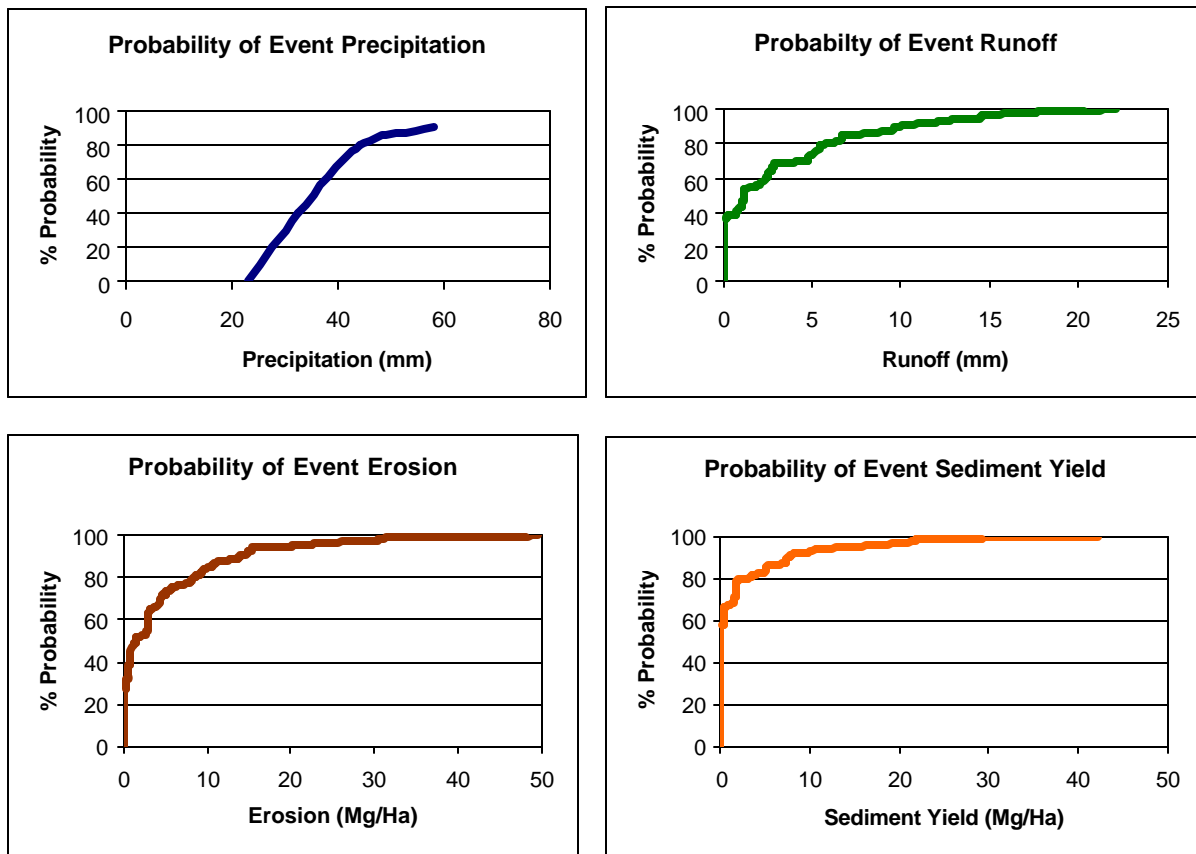 Probability of Event Precipitation
% Probability
100
80
60
40
20
0
0 20 40 60 80
Precipitation (mm)
Probabilty of Event Runoff
% Probability
100
80
60
40
20
0
0 5 10 15 20 25
Runoff (mm)
Probability of Event Erosion
% Probability
100
80
60
40
20
0
0 10 20 30 40 50
Erosion (Mg/Ha)
Probability of Event Sediment Yield
% Probability
100
80
60
40
20
0
0 10 20 30 40 50
Sediment Yield (Mg/Ha)